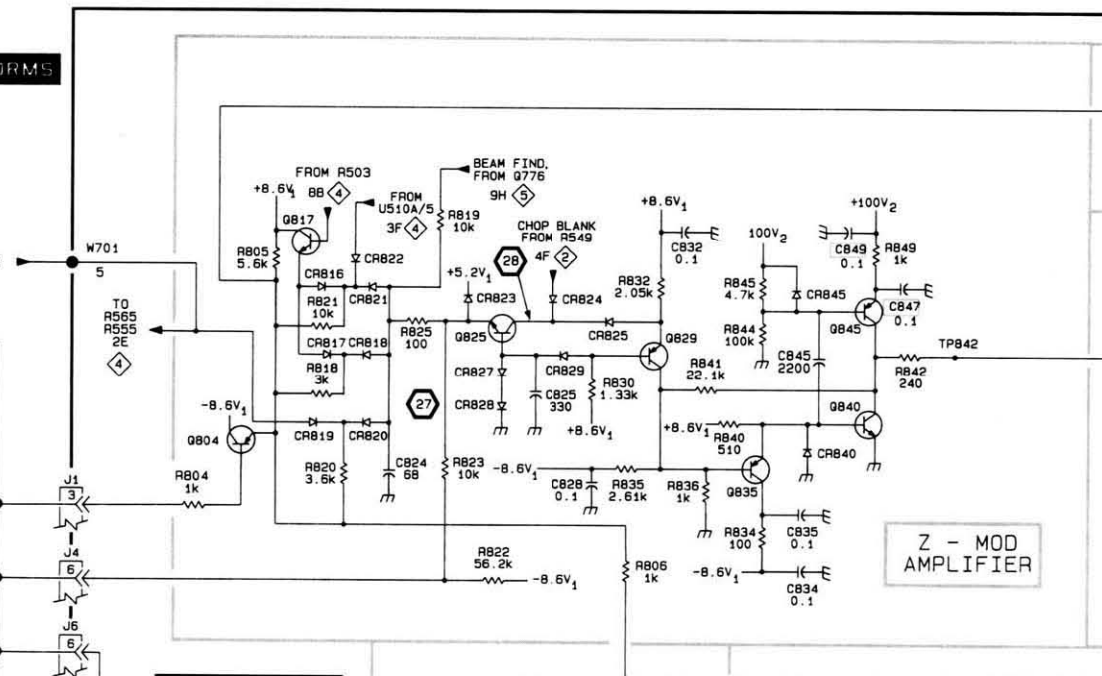 ORMS
W701
5
TO
R565
R555
2E
4
FROM R503
BB 4
+8.6V1
Q817
R805
5.6k
FROM
U510A/5
3F 4
CR822
CR816
CR821
R821
10k
CR817
CR818
R818
3k
BEAM FIND,
FROM Q776
9H 5
R819
10k
CHOP BLANK
FROM R549
4F 2
28
+5.2V1
CR823
CR824
R825
100
Q825
CR825
27
CR827
CR828
C825
330
CR829
R830
1.33k
+8.6V1
+8.6V1
C832
0.1
R832
2.05k
Q829
R841
22.1k
100V2
R845
4.7k
CR845
R844
100k
C845
2200
+100V2
C849
0.1
R849
1k
C847
0.1
Q845
TP842
R842
240
+8.6V1
R840
510
CR840
Q840
-8.6V1
Q804
R804
1k
CR819
CR820
R820
3.6k
C824
68
R823
10k
-8.6V1
C828
0.1
R835
2.61k
R836
1k
Q835
R834
100
C835
0.1
-8.6V1
C834
0.1
R822
56.2k
-8.6V1
R806
1k
J1
3
J4
6
J6
6
Z - MOD
AMPLIFIER